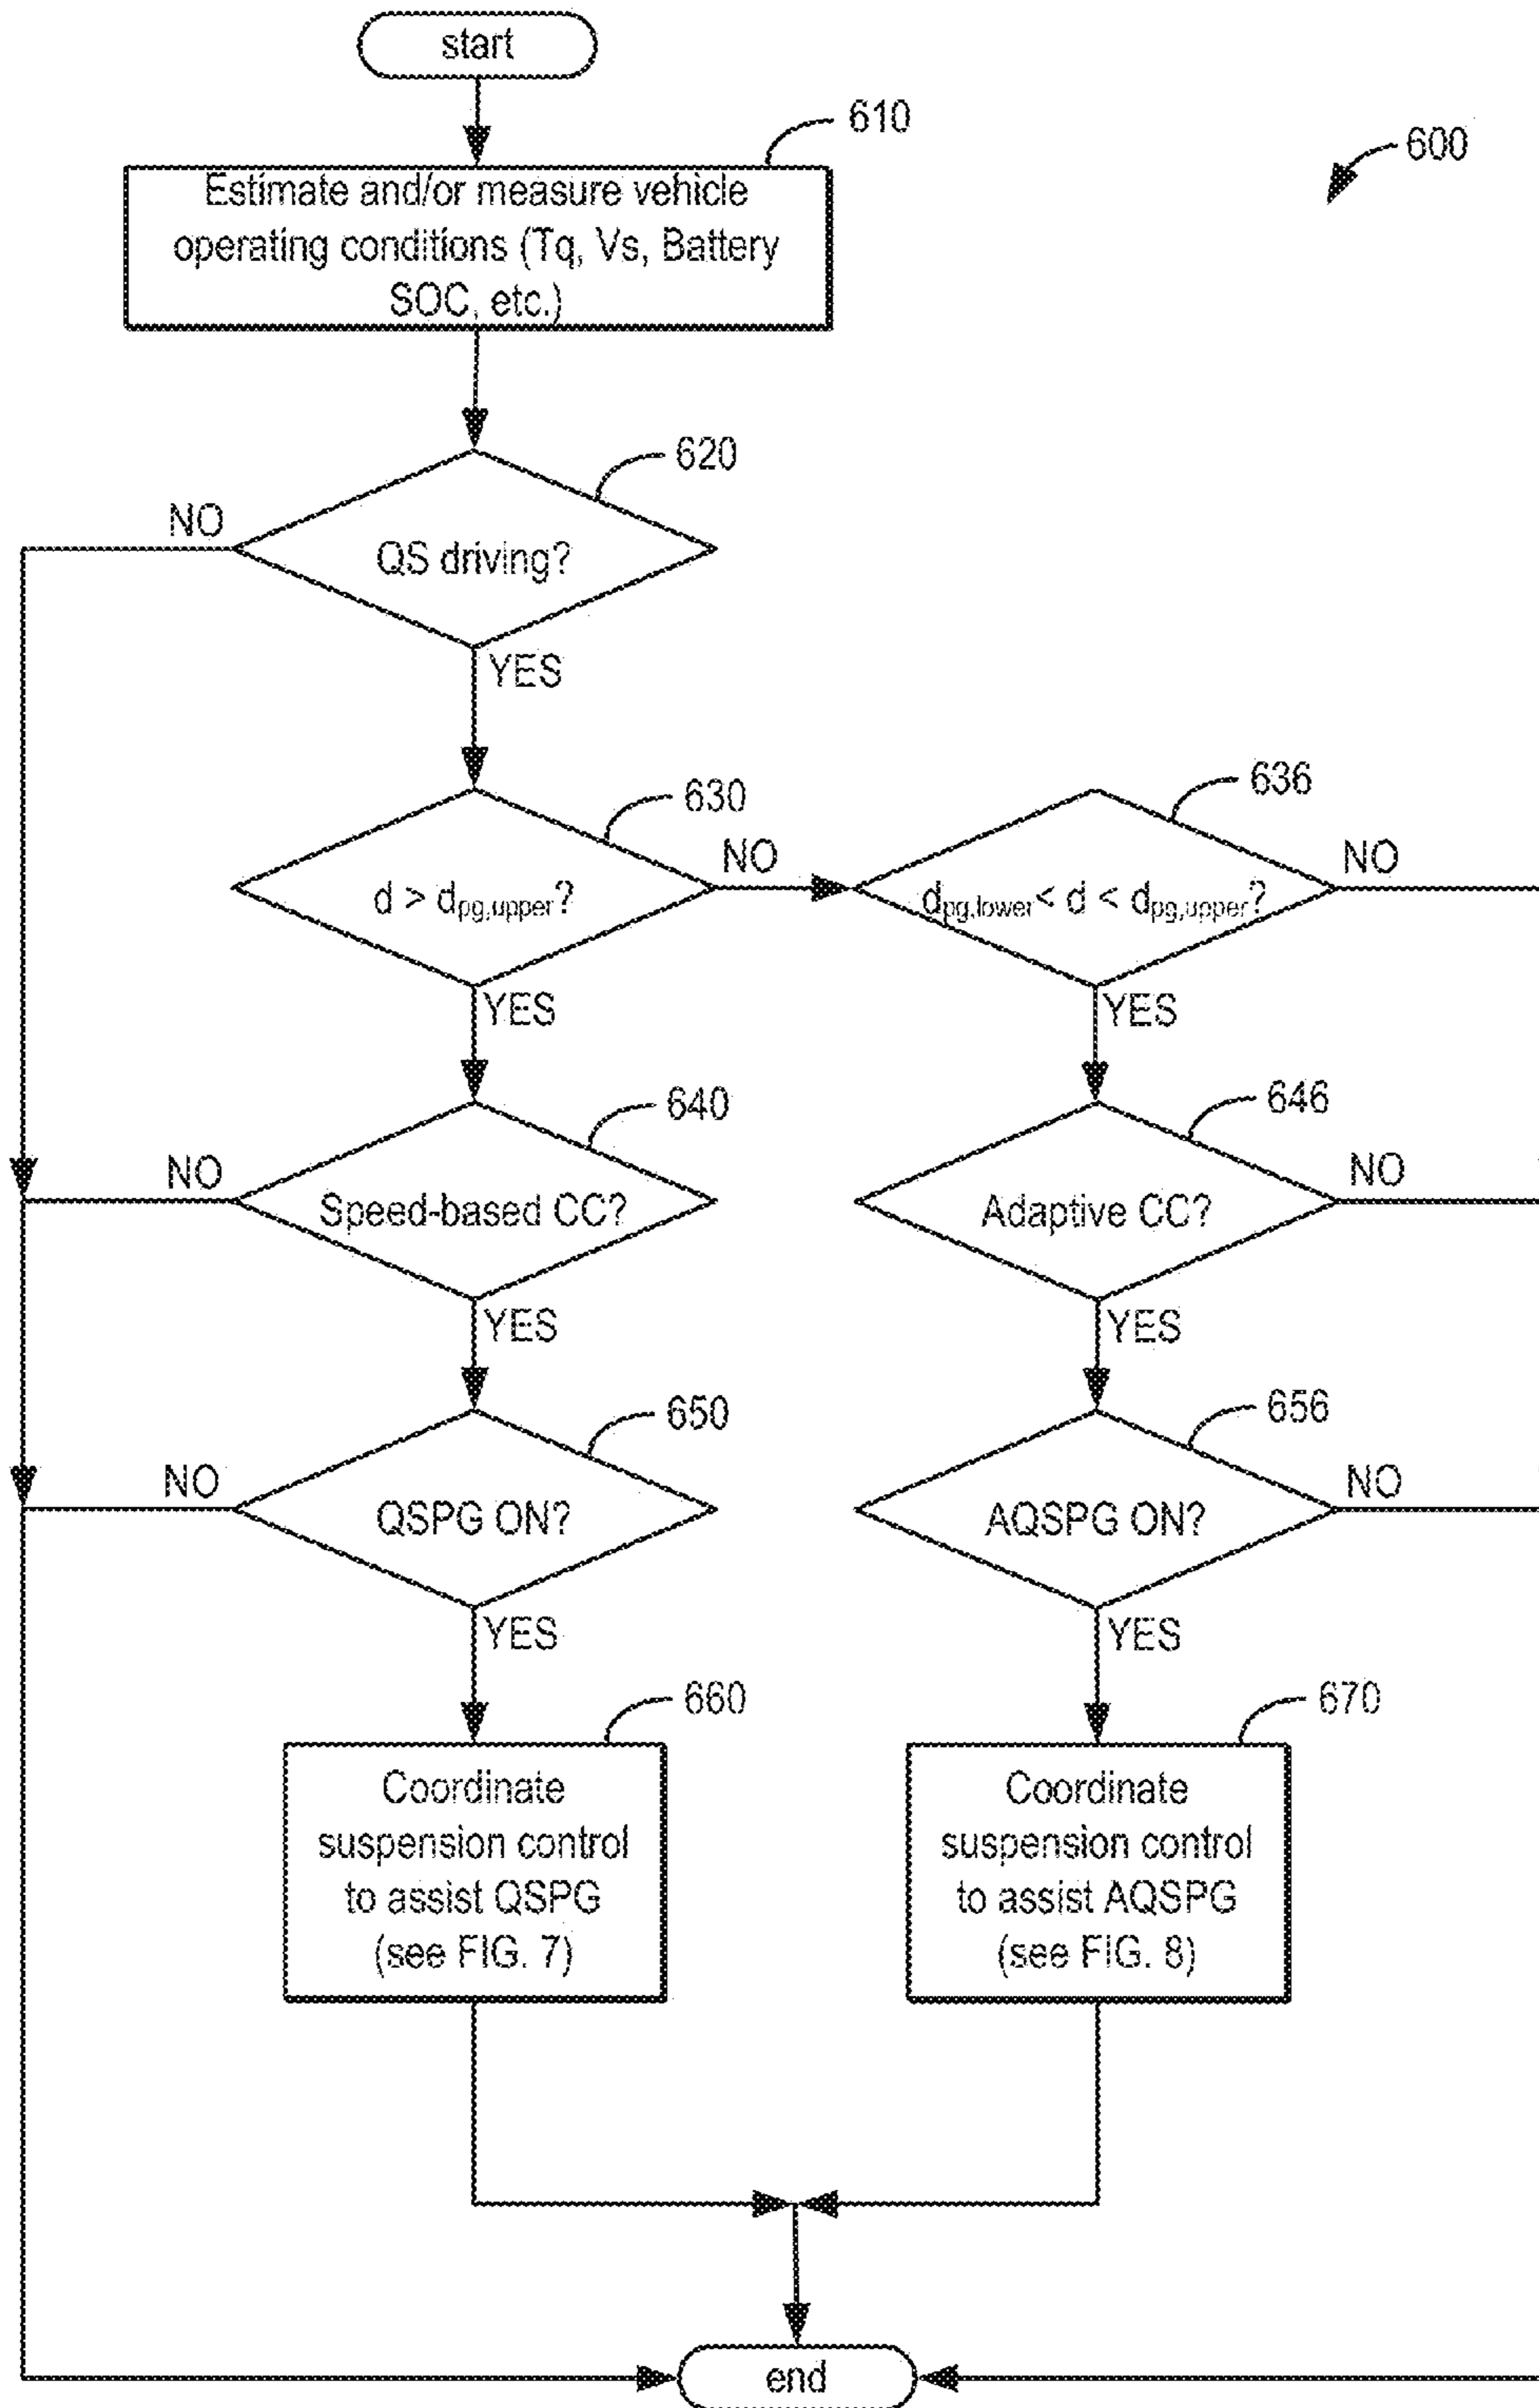 start
610
600
Estimate and/or measure vehicle
operating conditions (Tq, Vs, Battery
SOC, etc.)
620
NO
QS driving?
YES
630
636
NO
NO
d > dpg,upper?
dpg,lower< d < dpg,upper?
YES
YES
640
646
NO
NO
Speed-based CC?
Adaptive CC?
YES
YES
650
656
NO
NO
QSPG ON?
AQSPG ON?
YES
YES
660
670
Coordinate
suspension control
to assist QSPG
(see FIG. 7)
Coordinate
suspension control
to assist AQSPG
(see FIG. 8)
end